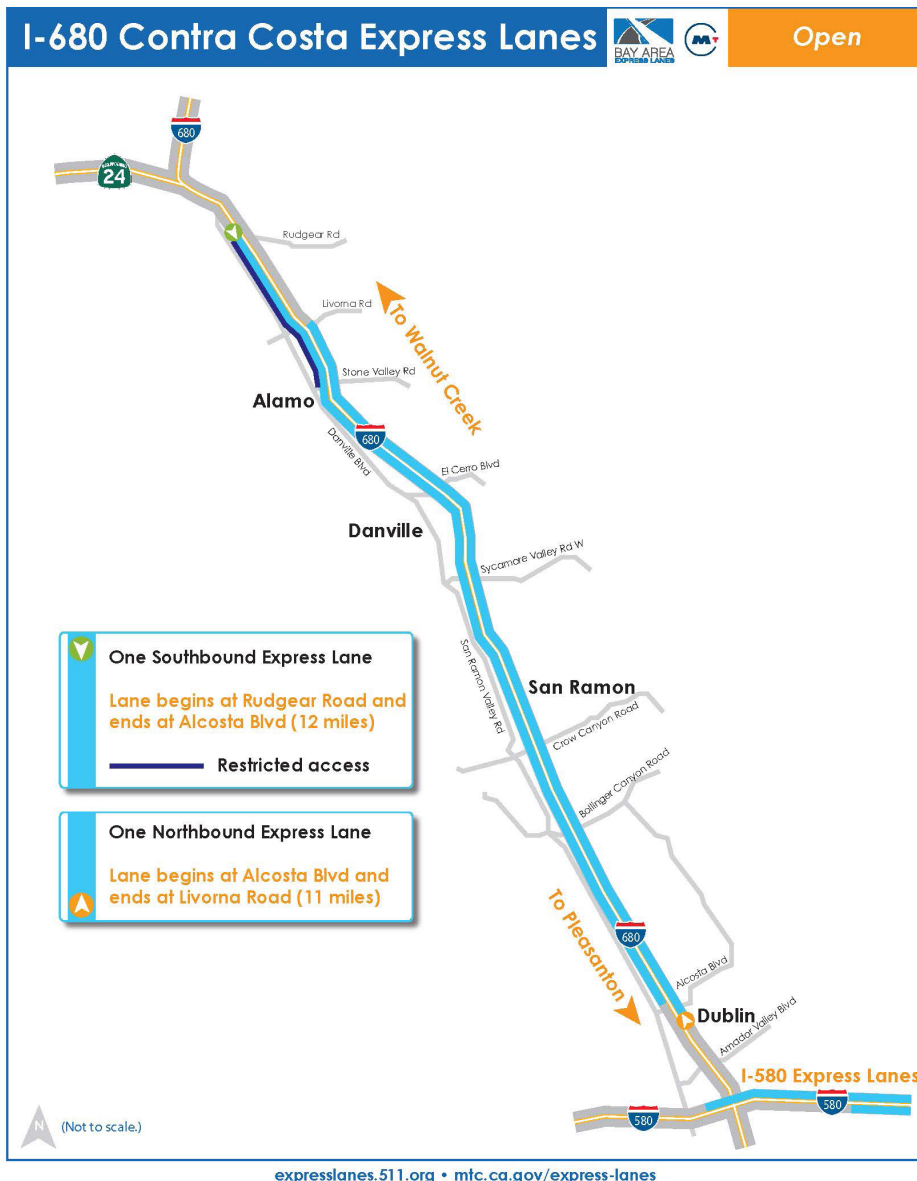 I-680 Contra Costa Express Lanes
BAY AREA
EXPRESS LANES
M
Open
680
CALIFORNIA
24
Rudgear Rd
Livorna Rd
To Walnut Creek
Stone Valley Rd
Alamo
680
Danville Blvd
El Cerro Blvd
Danville
Sycamore Valley Rd W
One Southbound Express Lane
Lane begins at Rudgear Road and
ends at Alcosta Blvd (12 miles)
Restricted access
San Ramon Valley Rd
San Ramon
Crow Canyon Road
Bollinger Canyon Road
One Northbound Express Lane
Lane begins at Alcosta Blvd and
ends at Livorna Road (11 miles)
To Pleasanton
680
Alcosta Blvd
Dublin
Amador Valley Blvd
I-580 Express Lanes
580
580
N
(Not to scale.)
expresslanes.511.org • mtc.ca.gov/express-lanes